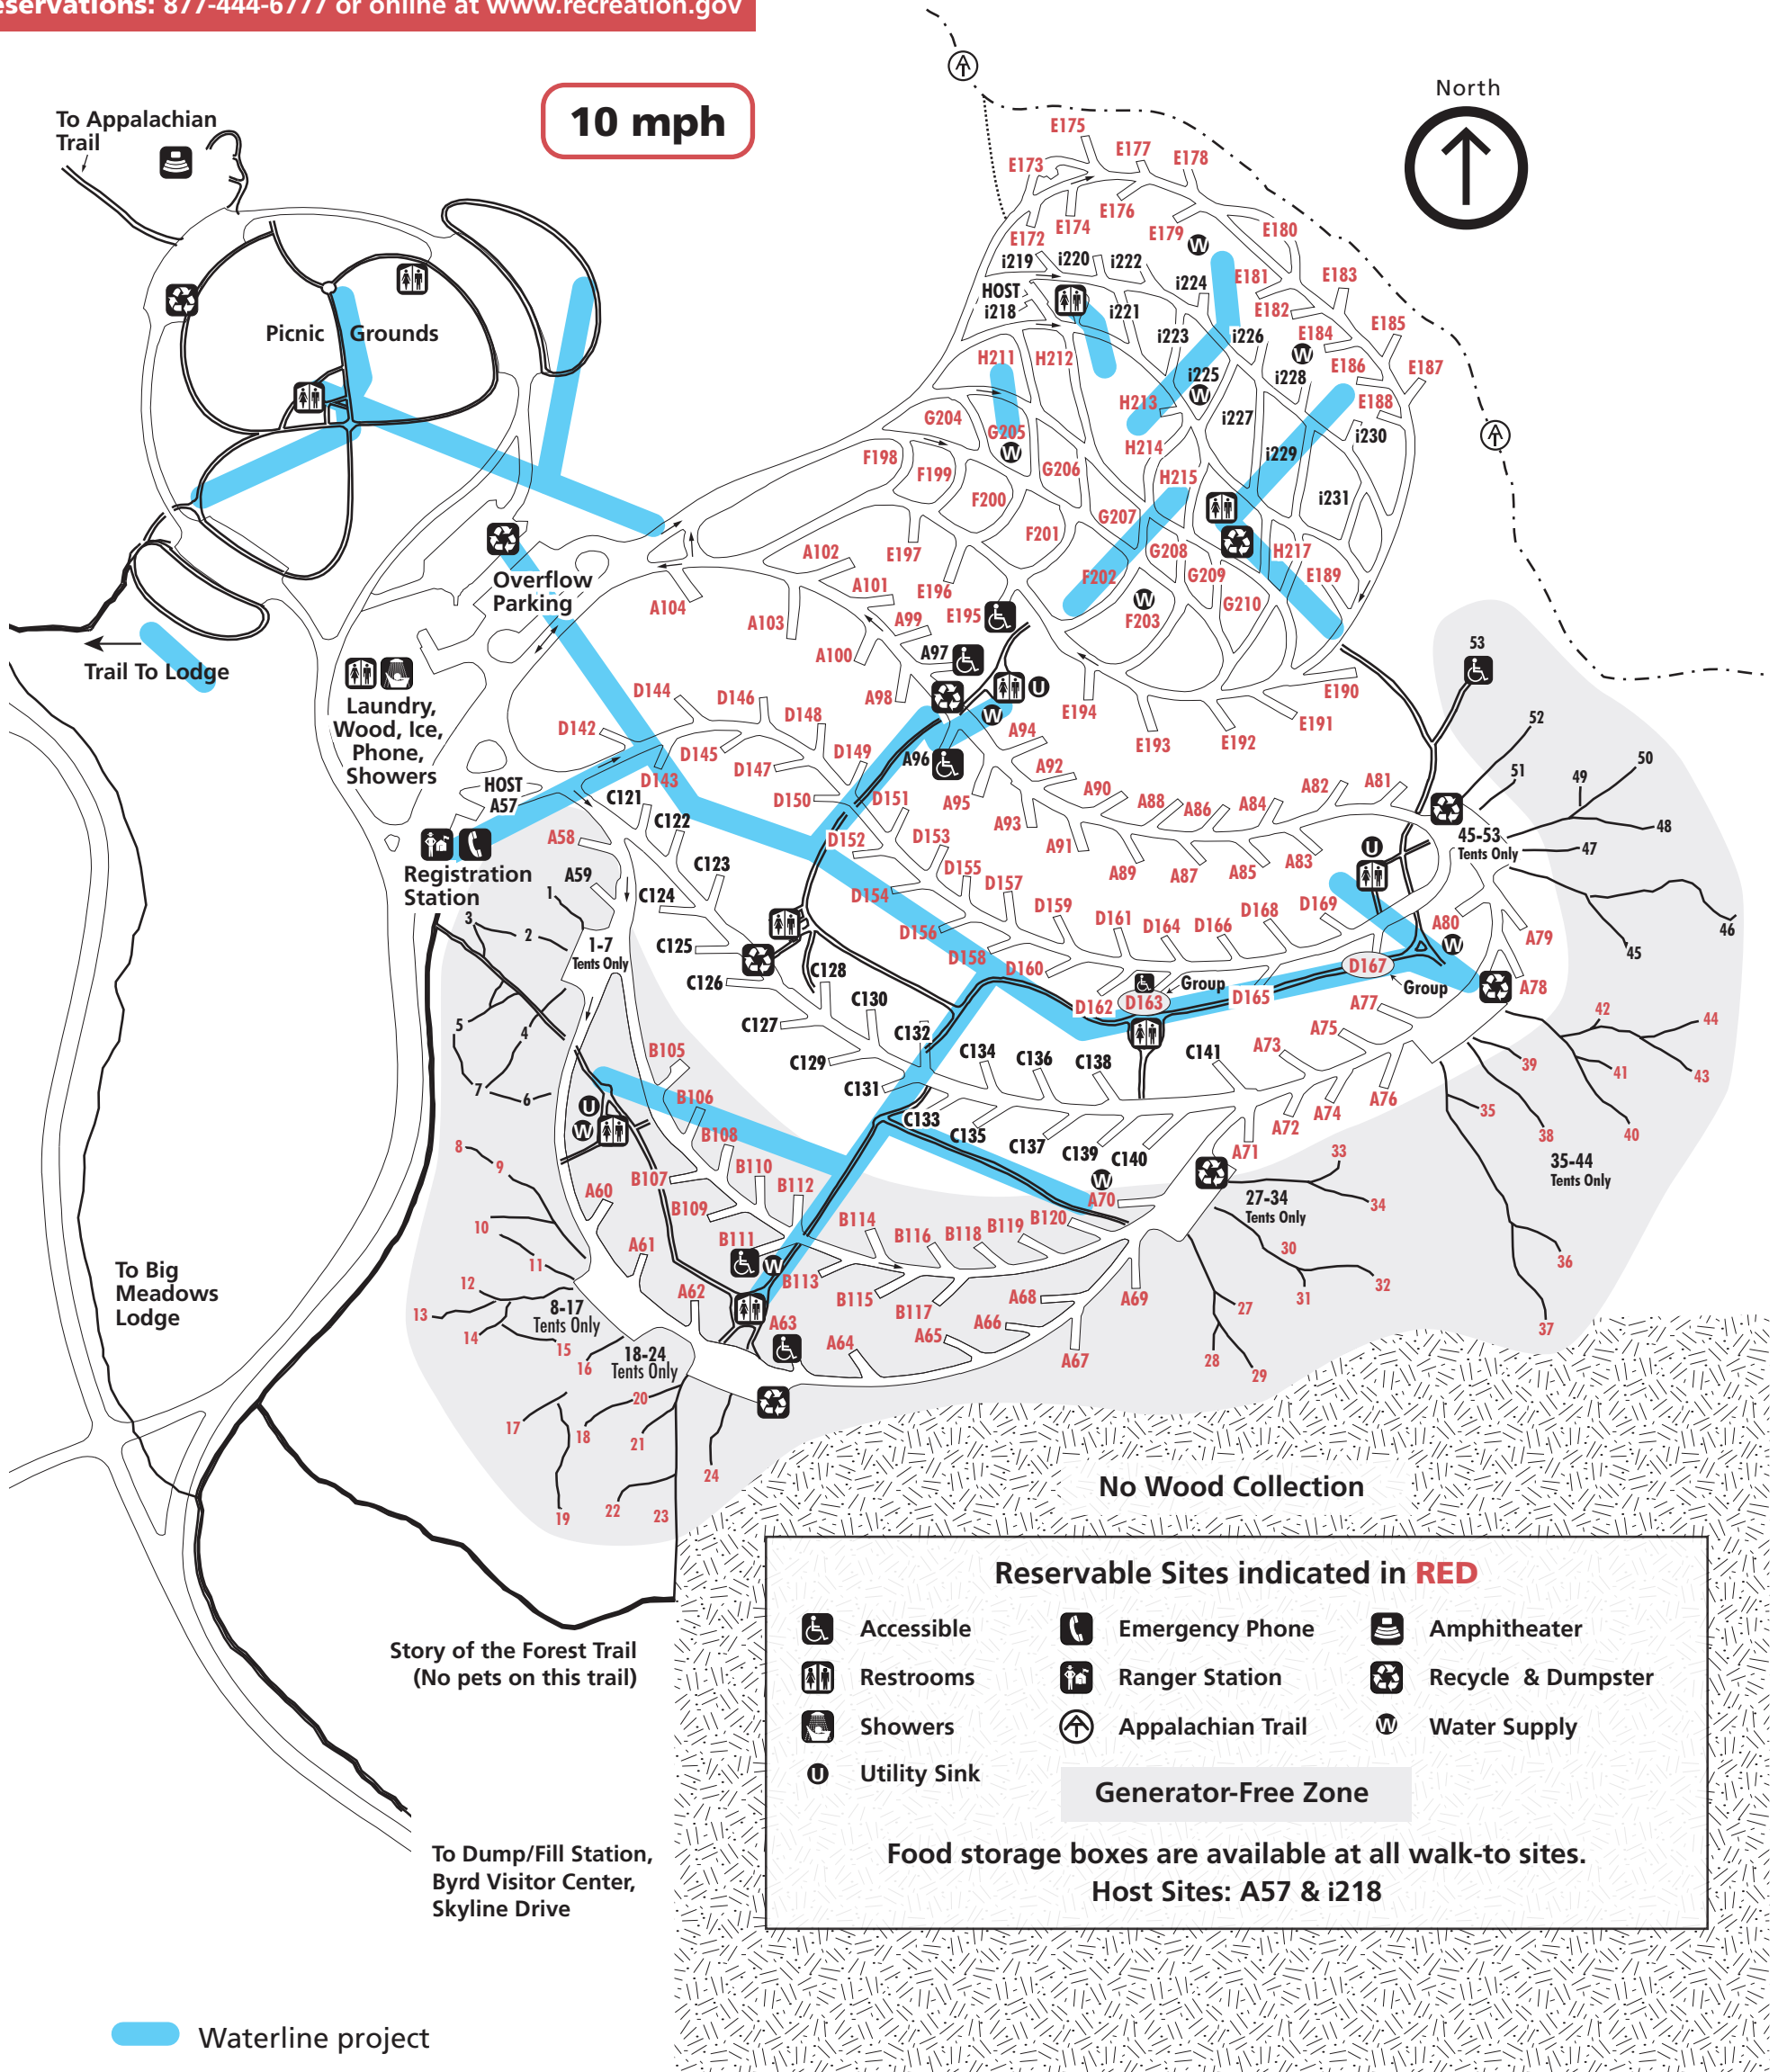 Reservations: 877-444-6777 or online at www.recreation.gov
10 mph
North
To Appalachian
Trail
Picnic Grounds
Overflow
Parking
Trail To Lodge
Laundry,
Wood, Ice,
Phone,
Showers
HOST
A57
Registration
Station
E175
E173
E177
E178
E176
E174
E172
E179
E180
i219
i220
i222
i224
E181
E183
HOST
i218
i221
E182
i223
i226
E184
E185
H211
H212
E186
E187
i225
i228
E188
H213
G204
G205
i227
i230
H214
i229
F198
F199
G206
H215
F200
i231
G207
F201
G208
H217
A102
E197
F202
G209
E189
A101
E196
G210
A104
A103
A99
E195
F203
A100
A97
D144
D146
A98
E194
E190
D142
D148
A94
E191
D145
D149
A96
E193
E192
D143
D147
A92
D150
D151
A95
A90
A88
A86
A84
A82
A81
C121
C122
A58
D152
D153
A93
A91
A89
A87
A85
A83
C123
A59
C124
D154
D155
D157
D156
D159
D161
D164
D166
D168
D169
A80
A79
C125
D158
D160
C126
C128
D162
D163
Group
D165
D167
Group
A78
C130
C127
C132
A77
C129
C134
C136
C138
C141
A73
A75
C131
C133
C135
C137
C139
C140
A72
A74
A76
A71
A70
53
52
51
50
49
48
47
46
45
45-53
Tents Only
1
2
3
1-7
Tents Only
4
5
6
7
B105
B106
B108
B107
B110
B109
B112
B111
B114
B113
B116
B118
B119
B120
B115
B117
A60
A61
A62
A63
A64
A65
A66
A68
A67
A69
8
9
10
11
12
13
14
15
16
8-17
Tents Only
18-24
Tents Only
17
18
19
20
21
22
23
24
42
44
39
41
43
35
38
40
35-44
Tents Only
33
34
27-34
Tents Only
30
32
31
27
28
29
36
37
To Big
Meadows
Lodge
Story of the Forest Trail
(No pets on this trail)
To Dump/Fill Station,
Byrd Visitor Center,
Skyline Drive
No Wood Collection
Reservable Sites indicated in RED
Accessible
Emergency Phone
Amphitheater
Restrooms
Ranger Station
Recycle & Dumpster
Showers
Appalachian Trail
W Water Supply
U Utility Sink
Generator-Free Zone
Food storage boxes are available at all walk-to sites.
Host Sites: A57 & i218
Waterline project